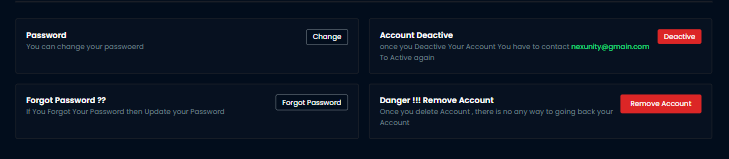 Password
You can change your passwoerd
Change
Account Deactive
once you Deactive Your Account You have to contact nexunity@gmain.com
To Active again
Deactive
Forgot Password ??
If You Forgot Your Password then Update your Password
Forgot Password
Danger !!! Remove Account
Once you delete Account , there is no any way to going back your
Account
Remove Account